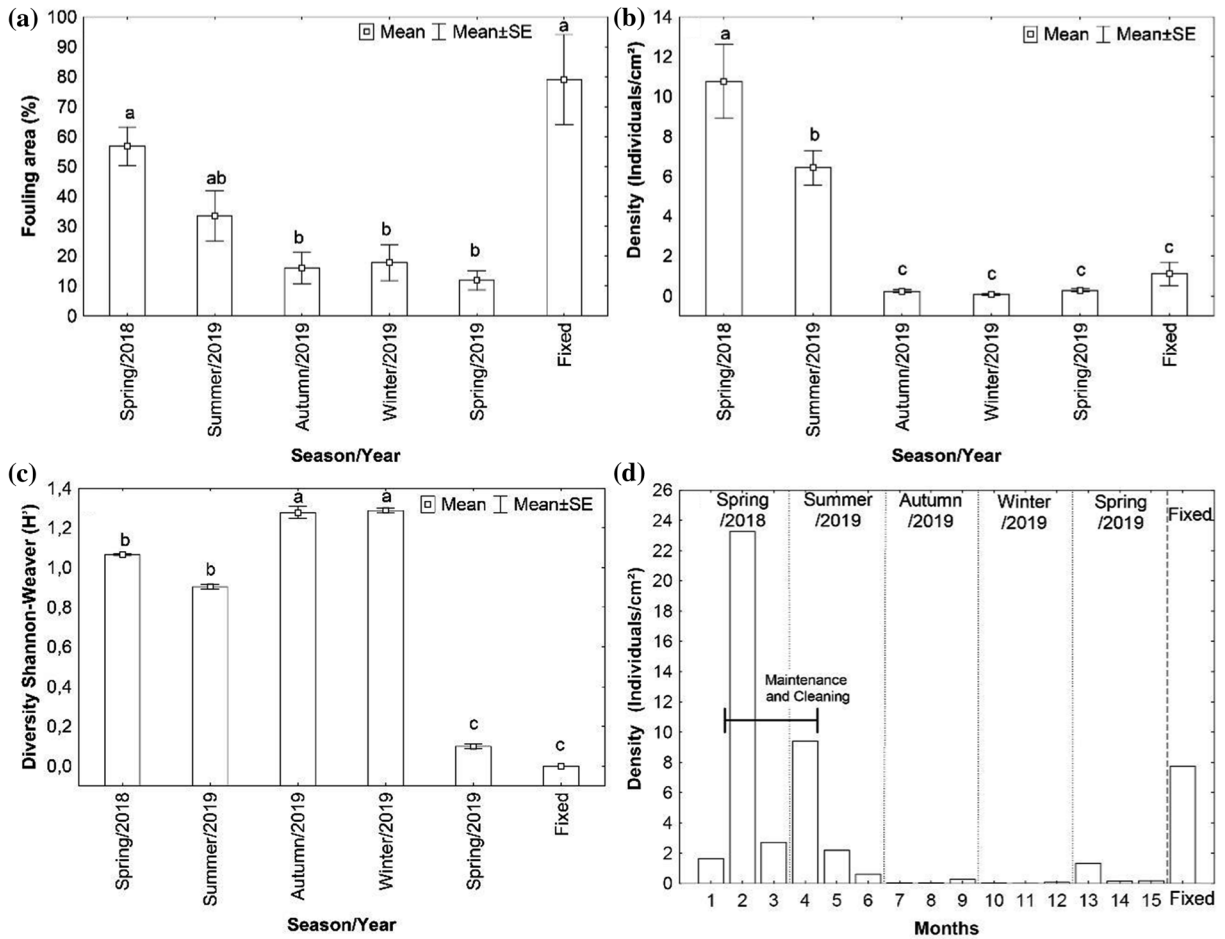 (a)
Mean Mean±SE
Fouling area (%)
100
90
80
70
60
50
40
30
20
10
0
a
ab
b
b
b
a
Spring/2018
Summer/2019
Autumn/2019
Winter/2019
Spring/2019
Fixed
Season/Year
(b)
Mean Mean±SE
Density (Individuals/cm²)
14
12
10
8
6
4
2
0
a
b
c
c
c
c
Spring/2018
Summer/2019
Autumn/2019
Winter/2019
Spring/2019
Fixed
Season/Year
(c)
Mean Mean±SE
Diversity Shannon-Weaver (H')
1,4
1,2
1,0
0,8
0,6
0,4
0,2
0,0
b
b
a
a
c
c
Spring/2018
Summer/2019
Autumn/2019
Winter/2019
Spring/2019
Fixed
Season/Year
(d)
Density (Individuals/cm²)
26
24
22
20
18
16
14
12
10
8
6
4
2
0
Spring
/2018
Summer
/2019
Autumn
/2019
Winter
/2019
Spring
/2019
Fixed
Maintenance
and Cleaning
1 2 3 4 5 6 7 8 9 10 11 12 13 14 15 Fixed
Months